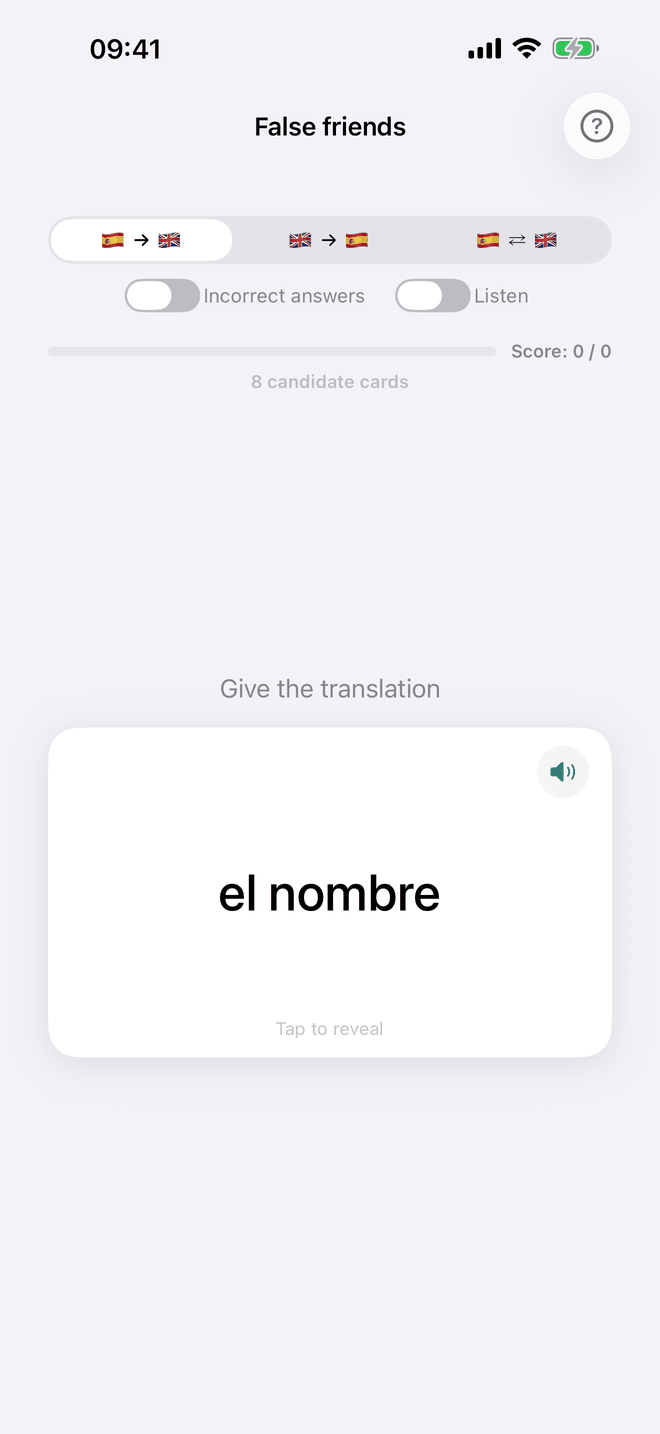 09:41
False friends
🇪🇸 → 🇬🇧 🇬🇧 → 🇪🇸 🇪🇸 ⇄ 🇬🇧
Incorrect answers Listen
Score: 0 / 0
8 candidate cards
Give the translation
el nombre
Tap to reveal